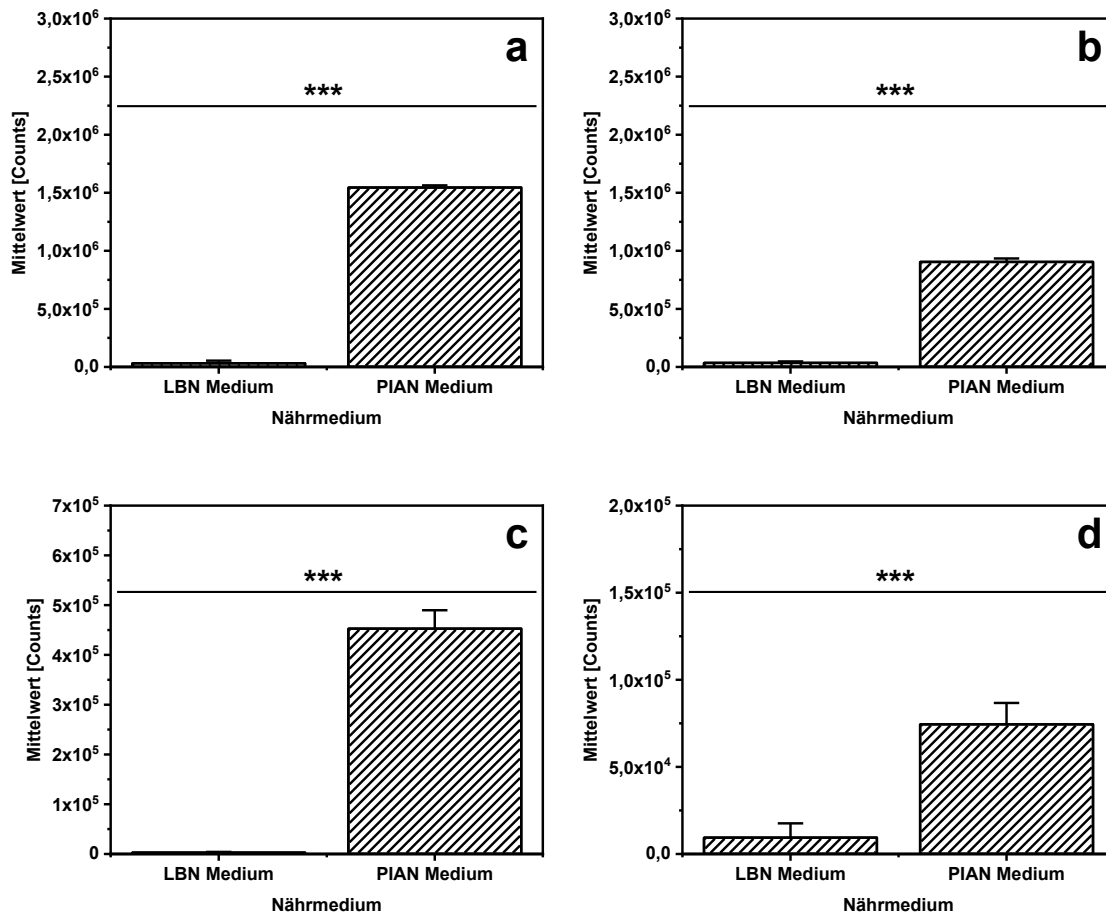 a
3,0x10⁶
2,5x10⁶
2,0x10⁶
1,5x10⁶
1,0x10⁶
5,0x10⁵
0,0
Mittelwert [Counts]
***
LBN Medium PIAN Medium
Nährmedium
b
3,0x10⁶
2,5x10⁶
2,0x10⁶
1,5x10⁶
1,0x10⁶
5,0x10⁵
0,0
Mittelwert [Counts]
***
LBN Medium PIAN Medium
Nährmedium
c
7x10⁵
6x10⁵
5x10⁵
4x10⁵
3x10⁵
2x10⁵
1x10⁵
0
Mittelwert [Counts]
***
LBN Medium PIAN Medium
Nährmedium
d
2,0x10⁵
1,5x10⁵
1,0x10⁵
5,0x10⁴
0,0
Mittelwert [Counts]
***
LBN Medium PIAN Medium
Nährmedium